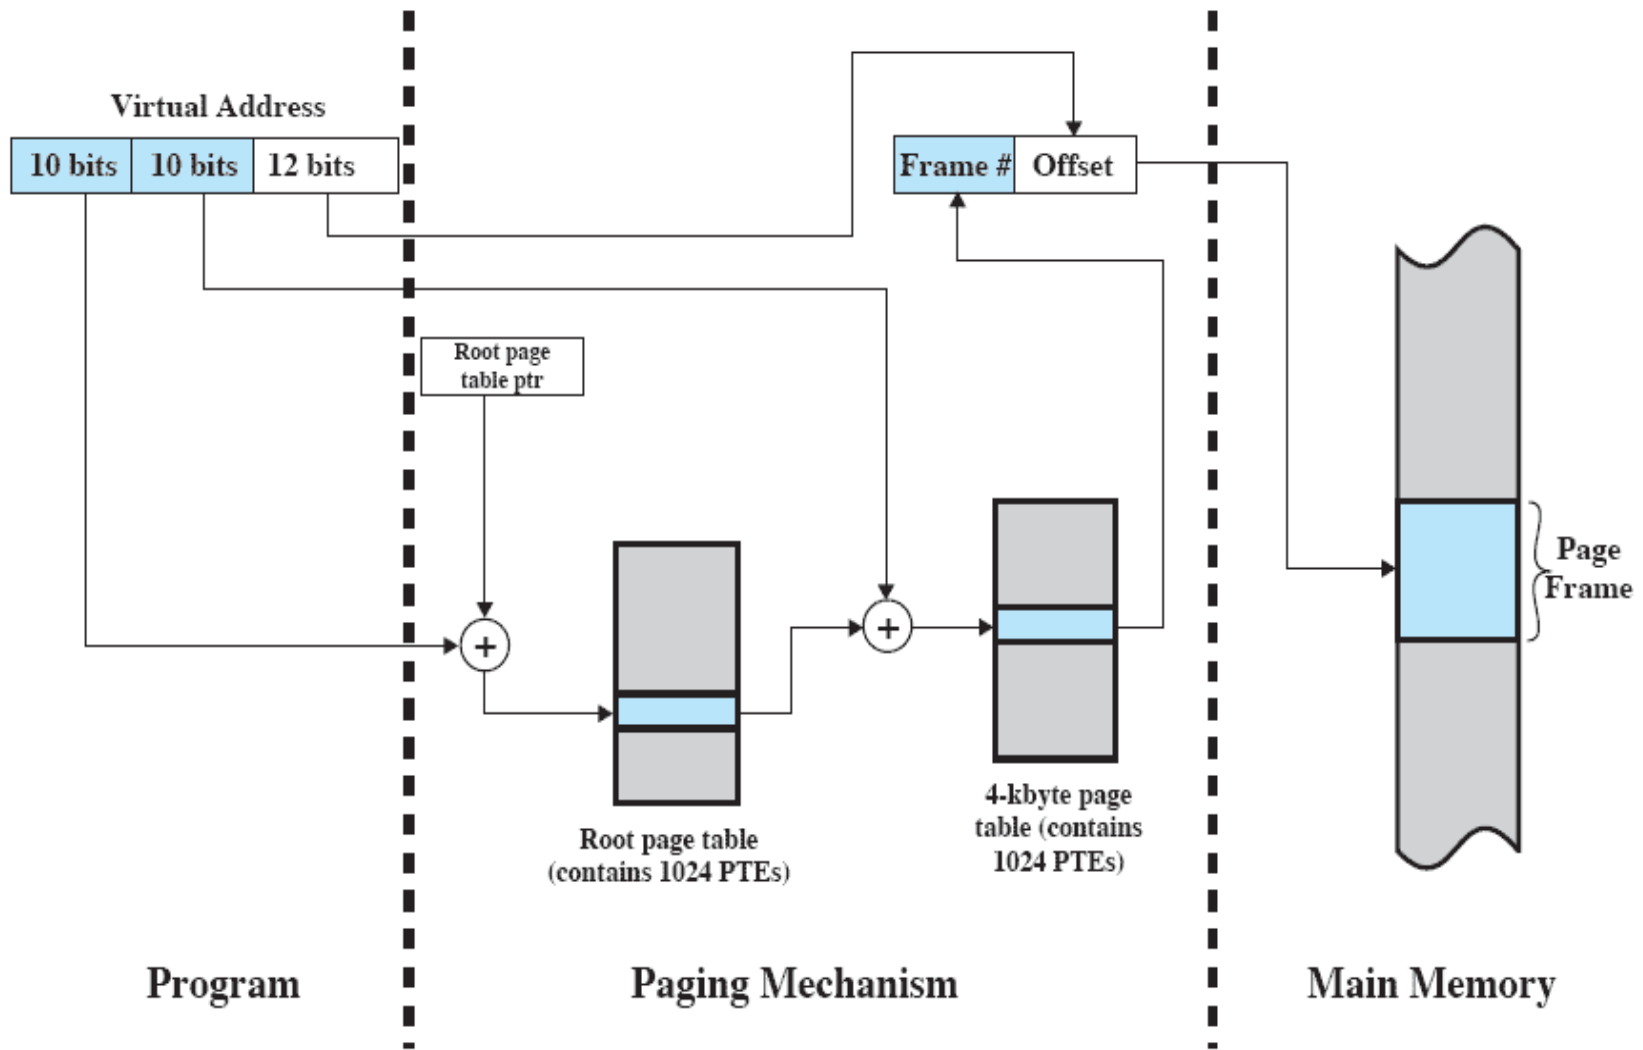 Virtual Address
10 bits 10 bits 12 bits
Frame # Offset
Root page
table ptr
+
+
Page
Frame
4-kbyte page
table (contains
1024 PTEs)
Root page table
(contains 1024 PTEs)
Program
Paging Mechanism
Main Memory